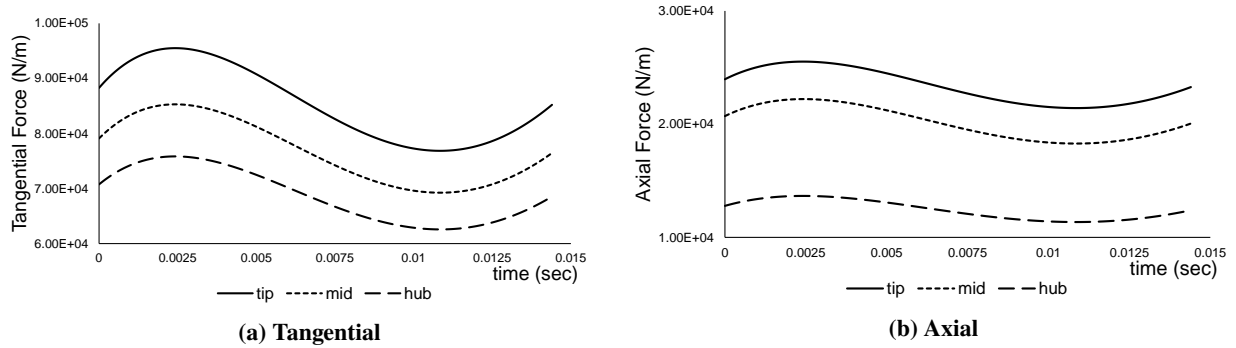 Tangential Force (N/m)
1.00E+05
9.00E+04
8.00E+04
7.00E+04
6.00E+04
0 0.0025 0.005 0.0075 0.01 0.0125 0.015
time (sec)
tip mid hub
(a) Tangential
Axial Force (N/m)
3.00E+04
2.00E+04
1.00E+04
0 0.0025 0.005 0.0075 0.01 0.0125 0.015
time (sec)
tip mid hub
(b) Axial